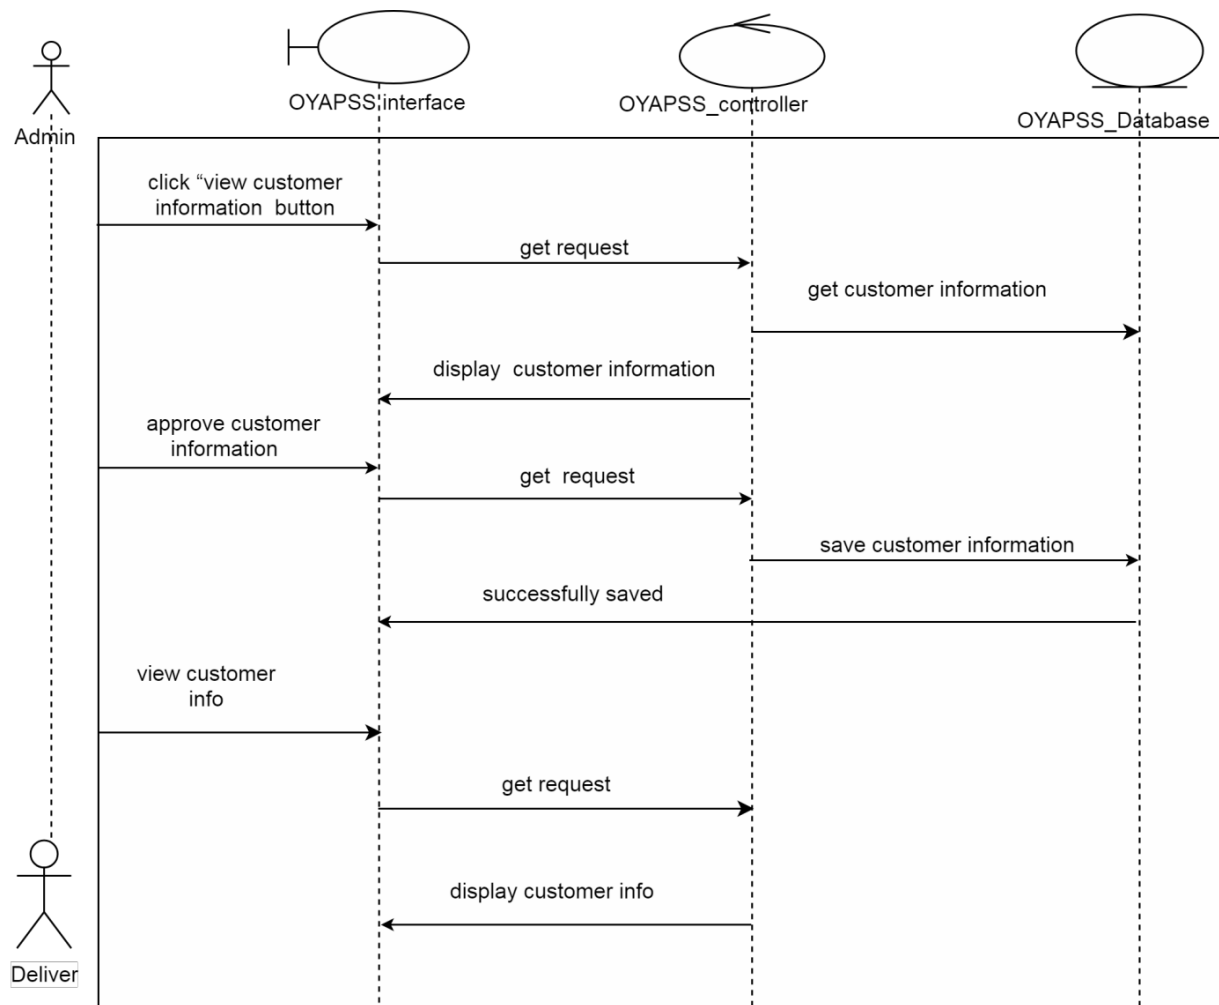 OYAPSS interface
OYAPSS_controller
OYAPSS_Database
Admin
click “view customer
information  button
get request
get customer information
display  customer information
approve customer
information
get  request
save customer information
successfully saved
view customer
info
get request
display customer info
Deliver